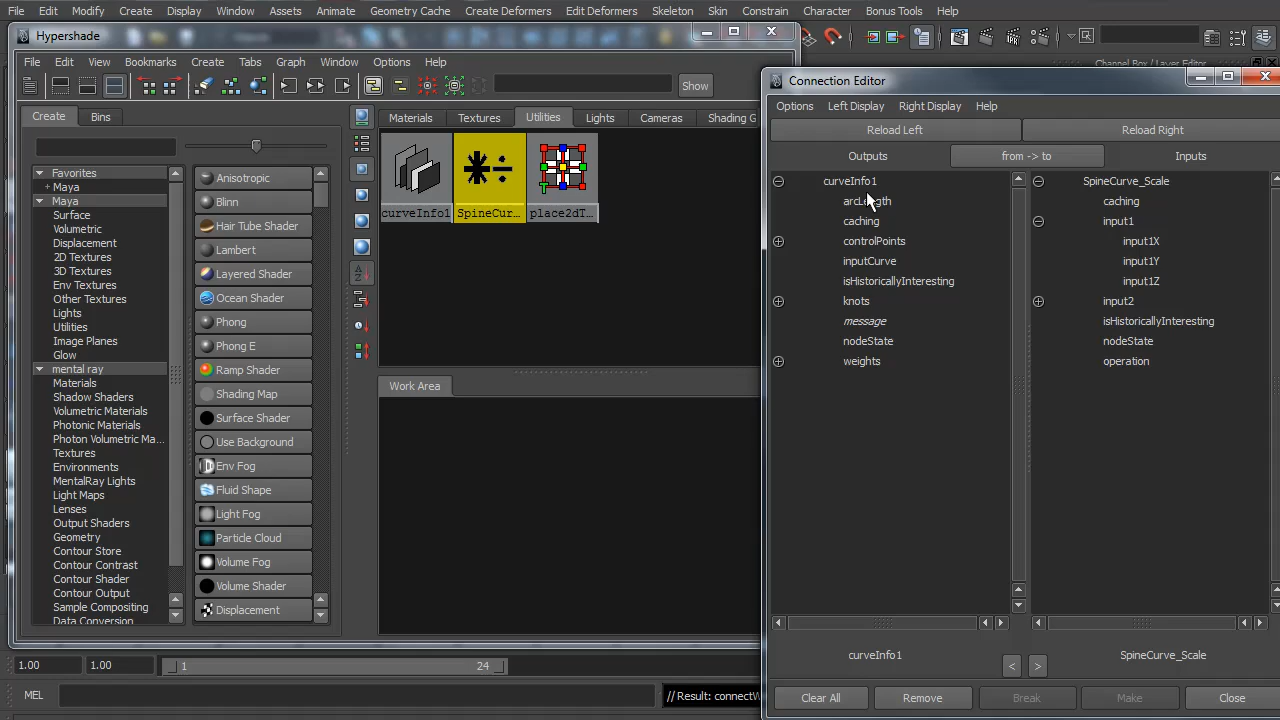 File Edit Modify Create Display Window Assets Animate Geometry Cache Create Deformers Edit Deformers Skeleton Skin Constrain Character Bonus Tools Help
Hypershade
File Edit View Bookmarks Create Tabs Graph Window Options Help
Show
Create Bins
Favorites
Maya
Maya
Surface
Volumetric
Displacement
2D Textures
3D Textures
Env Textures
Other Textures
Lights
Utilities
Image Planes
Glow
mental ray
Materials
Shadow Shaders
Volumetric Materials
Photonic Materials
Photon Volumetric Ma...
Textures
Environments
MentalRay Lights
Light Maps
Lenses
Output Shaders
Geometry
Contour Store
Contour Contrast
Contour Shader
Contour Output
Sample Compositing
Data Conversion
Anisotropic
Blinn
Hair Tube Shader
Lambert
Layered Shader
Ocean Shader
Phong
Phong E
Ramp Shader
Shading Map
Surface Shader
Use Background
Env Fog
Fluid Shape
Light Fog
Particle Cloud
Volume Fog
Volume Shader
Displacement
Materials Textures Utilities Lights Cameras Shading G
curveInfo1 SpineCur... place2dT...
Work Area
Channel Box / Layer Editor
Connection Editor
Options Left Display Right Display Help
Reload Left Reload Right
Outputs from -> to Inputs
curveInfo1
arcLength
caching
controlPoints
inputCurve
isHistoricallyInteresting
knots
message
nodeState
weights
SpineCurve_Scale
caching
input1
input1X
input1Y
input1Z
input2
isHistoricallyInteresting
nodeState
operation
curveInfo1 < > SpineCurve_Scale
Clear All Remove Break Make Close
1.00 1.00 1 24
MEL // Result: connectW